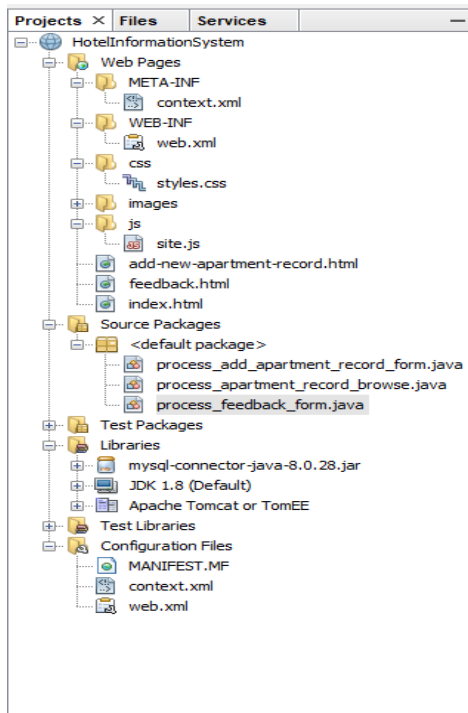 Projects × Files Services
HotelInformationSystem
Web Pages
META-INF
context.xml
WEB-INF
web.xml
css
styles.css
images
js
site.js
add-new-apartment-record.html
feedback.html
index.html
Source Packages
<default package>
process_add_apartment_record_form.java
process_apartment_record_browse.java
process_feedback_form.java
Test Packages
Libraries
mysql-connector-java-8.0.28.jar
JDK 1.8 (Default)
Apache Tomcat or TomEE
Test Libraries
Configuration Files
MANIFEST.MF
context.xml
web.xml